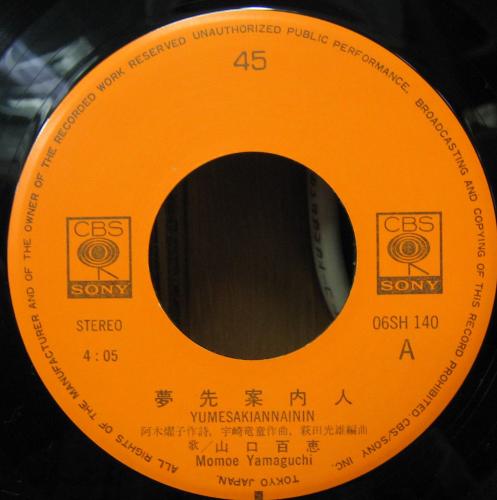 ALL RIGHTS OF THE MANUFACTURER AND OF THE OWNER OF THE RECORDED WORK RESERVED UNAUTHORIZED PUBLIC PERFORMANCE, BROADCASTING AND COPYING OF THIS RECORD PROHIBITED·CBS/SONY INC. TOKYO JAPAN.
45
CBS
SONY
CBS
SONY
STEREO
06SH 140
4:05
A
夢先案内人
YUMESAKIANNAININ
阿木燿子作詩、宇崎竜童作曲、萩田光雄編曲
歌/山口百恵
Momoe Yamaguchi